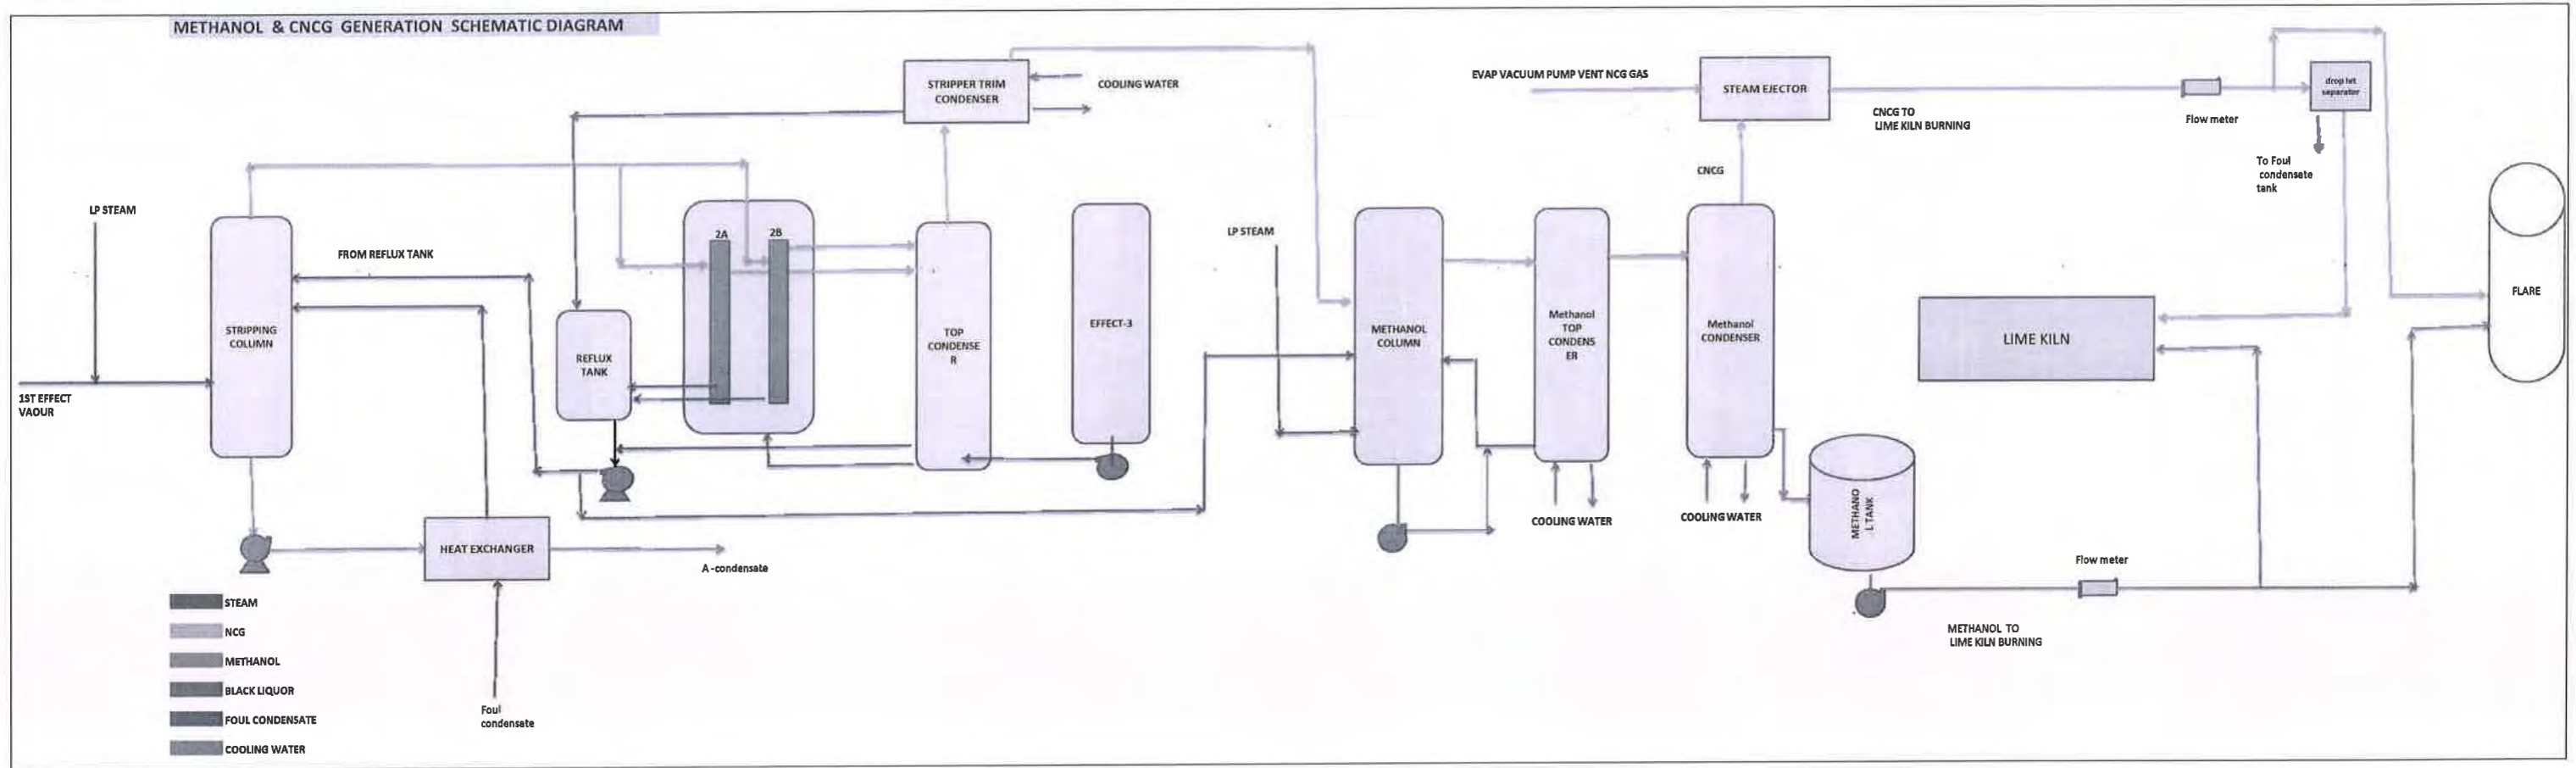 METHANOL & CNCG GENERATION SCHEMATIC DIAGRAM
STRIPPER TRIM
CONDENSER
COOLING WATER
EVAP VACUUM PUMP VENT NCG GAS
STEAM EJECTOR
CNCG TO
LIME KILN BURNING
Flow meter
drop let
separator
To Foul
condensate
tank
CNCG
LP STEAM
FROM REFLUX TANK
2A
2B
LP STEAM
STRIPPING
COLUMN
REFLUX
TANK
TOP
CONDENSE
R
EFFECT-3
METHANOL
COLUMN
Methanol
TOP
CONDENS
ER
Methanol
CONDENSER
LIME KILN
FLARE
1ST EFFECT
VAOUR
HEAT EXCHANGER
A -condensate
COOLING WATER
COOLING WATER
METHANO
L TANK
Flow meter
METHANOL TO
LIME KILN BURNING
Foul
condensate
STEAM
NCG
METHANOL
BLACK LIQUOR
FOUL CONDENSATE
COOLING WATER